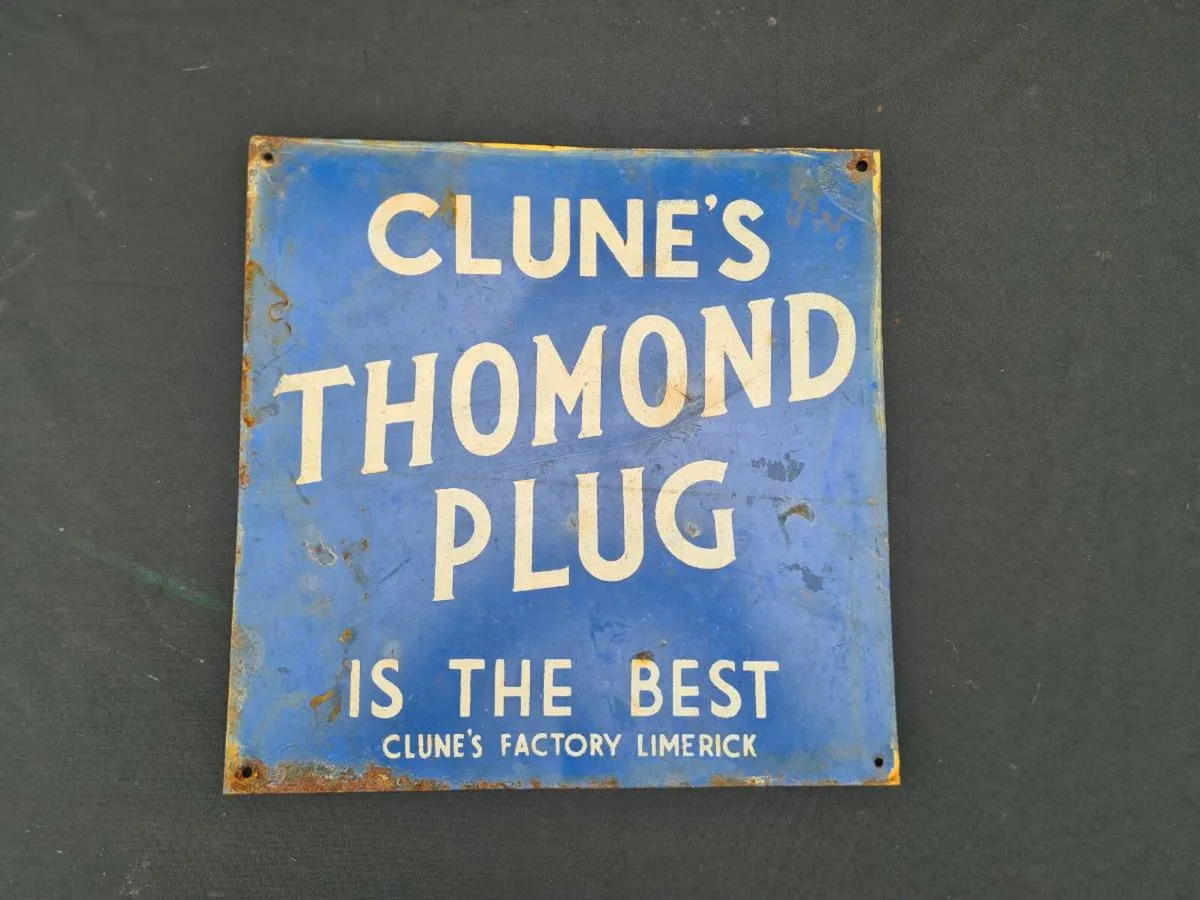 CLUNE'S
THOMOND
PLUG
IS THE BEST
CLUNE'S FACTORY LIMERICK